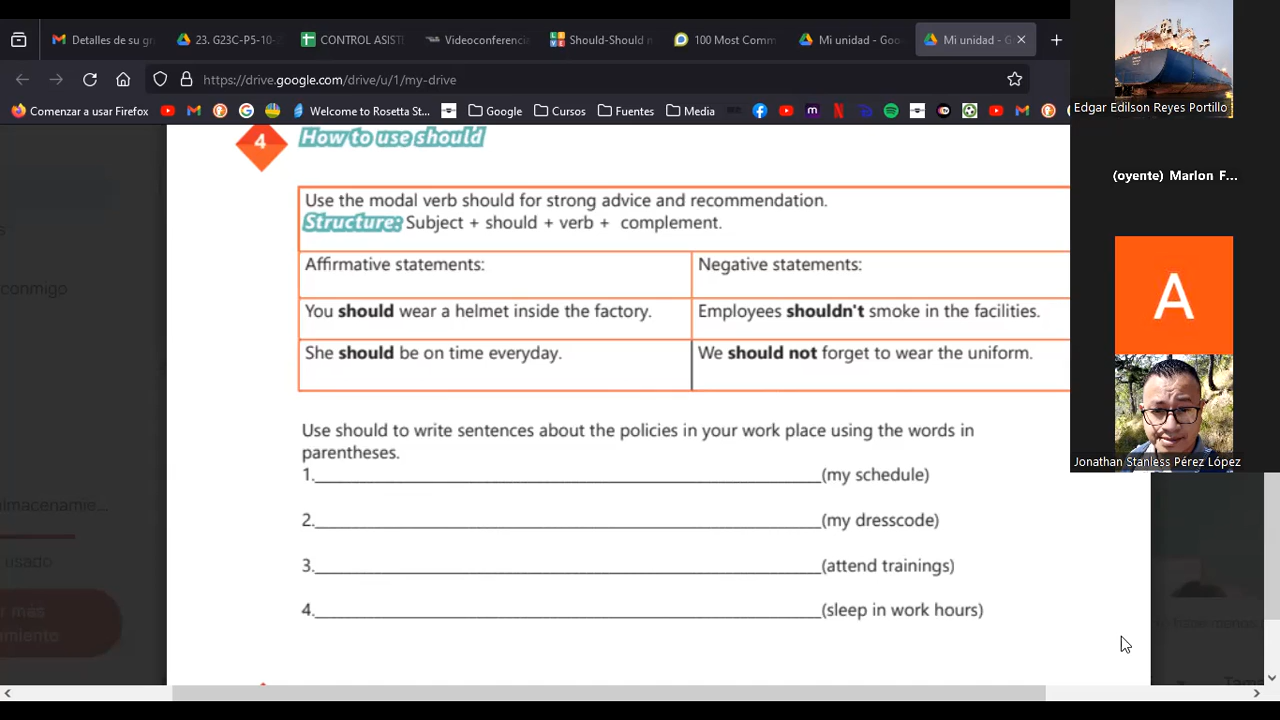 Detalles de su gr
23. G23C-P5-10-
CONTROL ASIST
Videoconferencia
Should-Should n
100 Most Comm
Mi unidad - Goo
Mi unidad - G
https://drive.google.com/drive/u/1/my-drive
Comenzar a usar Firefox
Welcome to Rosetta St...
Google
Cursos
Fuentes
Media
Edgar Edilson Reyes Portillo
(oyente) Marlon F...
A
Jonathan Stanless Pérez López
4
How to use should
Use the modal verb should for strong advice and recommendation.
Structure: Subject + should + verb + complement.
Affirmative statements:
Negative statements:
You should wear a helmet inside the factory.
Employees shouldn't smoke in the facilities.
She should be on time everyday.
We should not forget to wear the uniform.
Use should to write sentences about the policies in your work place using the words in
parentheses.
1.__________(my schedule)
2.__________(my dresscode)
3.__________(attend trainings)
4.__________(sleep in work hours)
conmigo
lmacenamie...